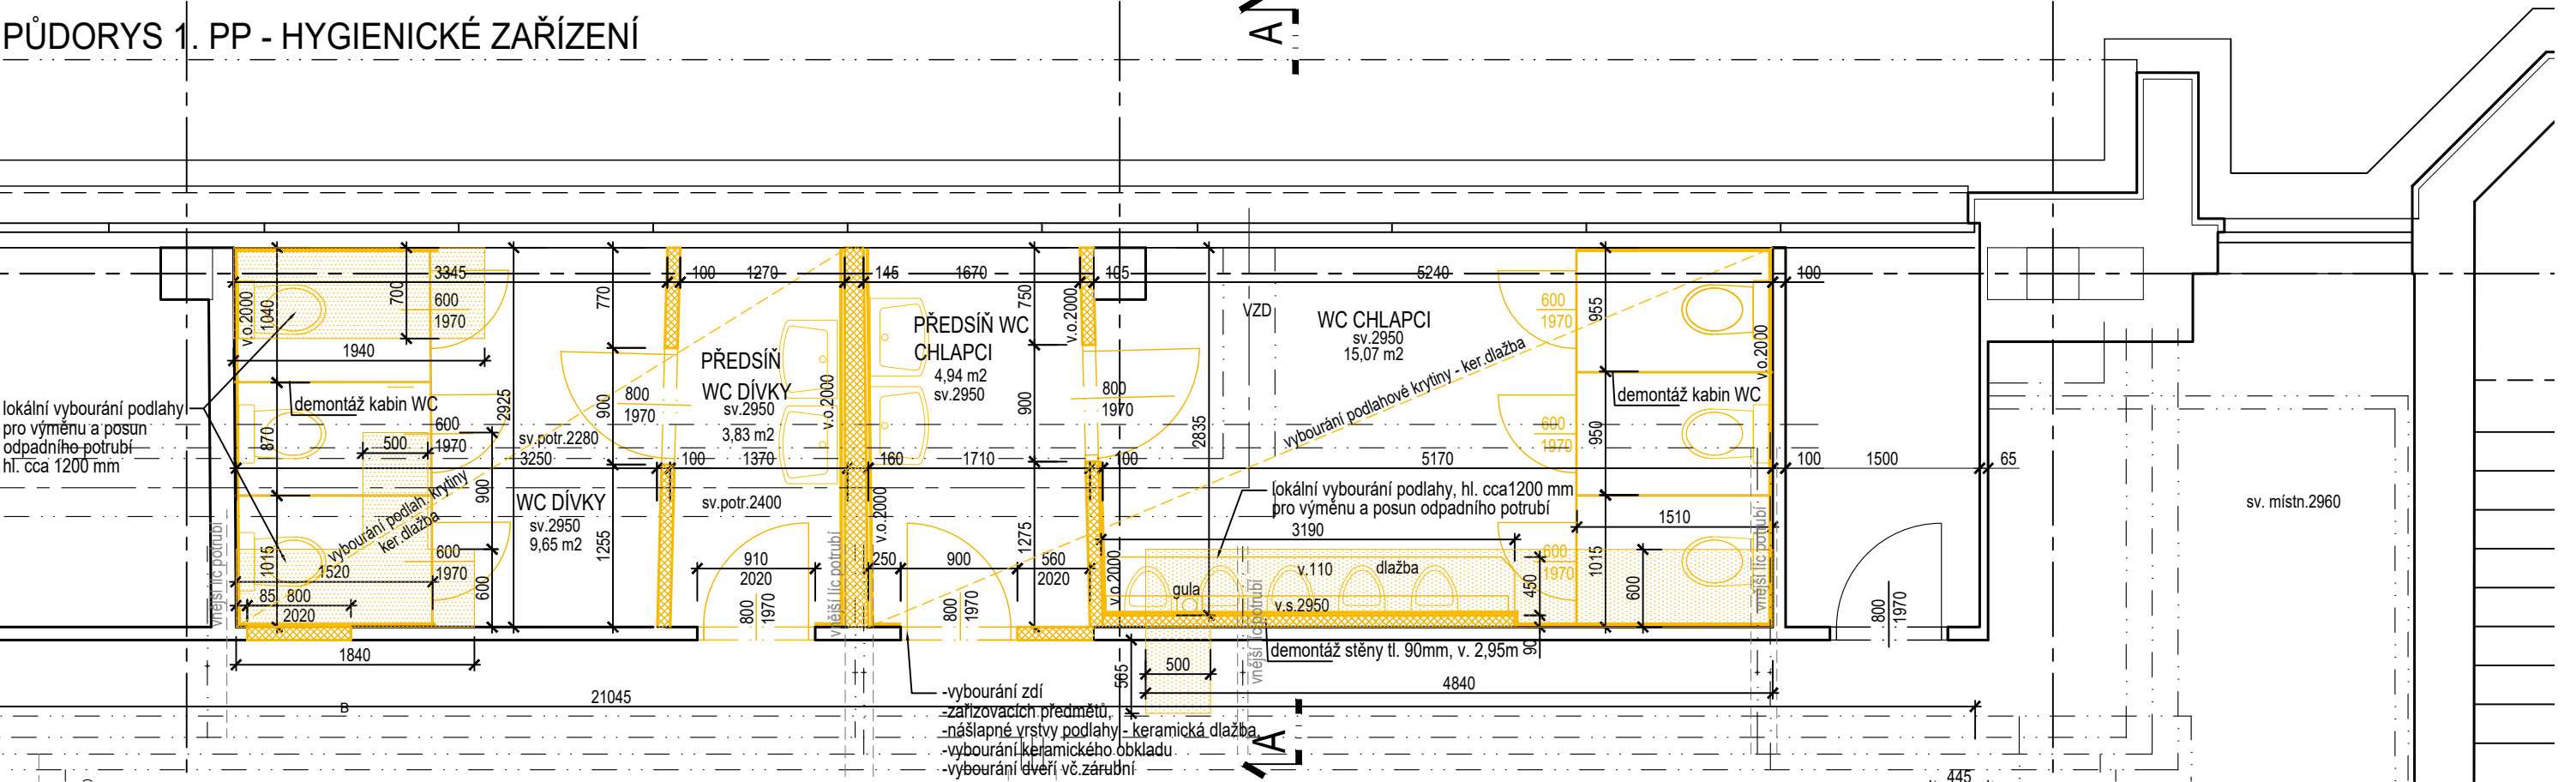 PŮDORYS 1. PP - HYGIENICKÉ ZAŘÍZENÍ
A
3345
100
1270
145
1670
105
5240
100
v.o.2000
1040
700
600
1970
770
750
v.o.2000
955
600
1970
VZD
WC CHLAPCI
sv.2950
15,07 m2
PŘEDSÍŇ WC
CHLAPCI
4,94 m2
sv.2950
PŘEDSÍŇ
WC DÍVKY
sv.2950
3,83 m2
v.o.2000
v.o.2000
1940
800
1970
800
1970
900
900
2925
2835
vybourání podlahové krytiny - ker.dlažba
demontáž kabin WC
demontáž kabin WC
lokální vybourání podlahy
pro výměnu a posun
odpadního potrubí
hl. cca 1200 mm
870
500
600
1970
sv.potr.2280
600
1970
950
3250
100
1370
160
1710
100
5170
100
1500
65
900
WC DÍVKY
sv.2950
9,65 m2
sv.potr.2400
v.o.2000
lokální vybourání podlahy, hl. cca1200 mm
pro výměnu a posun odpadního potrubí
3190
1510
sv. místn.2960
vybourání podlah. krytiny
ker.dlažba
vnější líc potrubí
1015
1520
600
1970
600
1255
910
2020
vnější líc potrubí
250
900
1275
560
2020
v.o.2000
gula
v.110
dlažba
v.s.2950
450
600
1970
1015
600
vnější líc potrubí
85
800
2020
800
1970
800
1970
800
1970
1840
vnější líc potrubí
demontáž stěny tl. 90mm, v. 2,95m
90
565
500
4840
21045
B
-vybourání zdí
-zařizovacích předmětů,
-nášlapné vrstvy podlahy - keramická dlažba,
-vybourání keramického obkladu
-vybourání dveří vč.zárubní
A
445